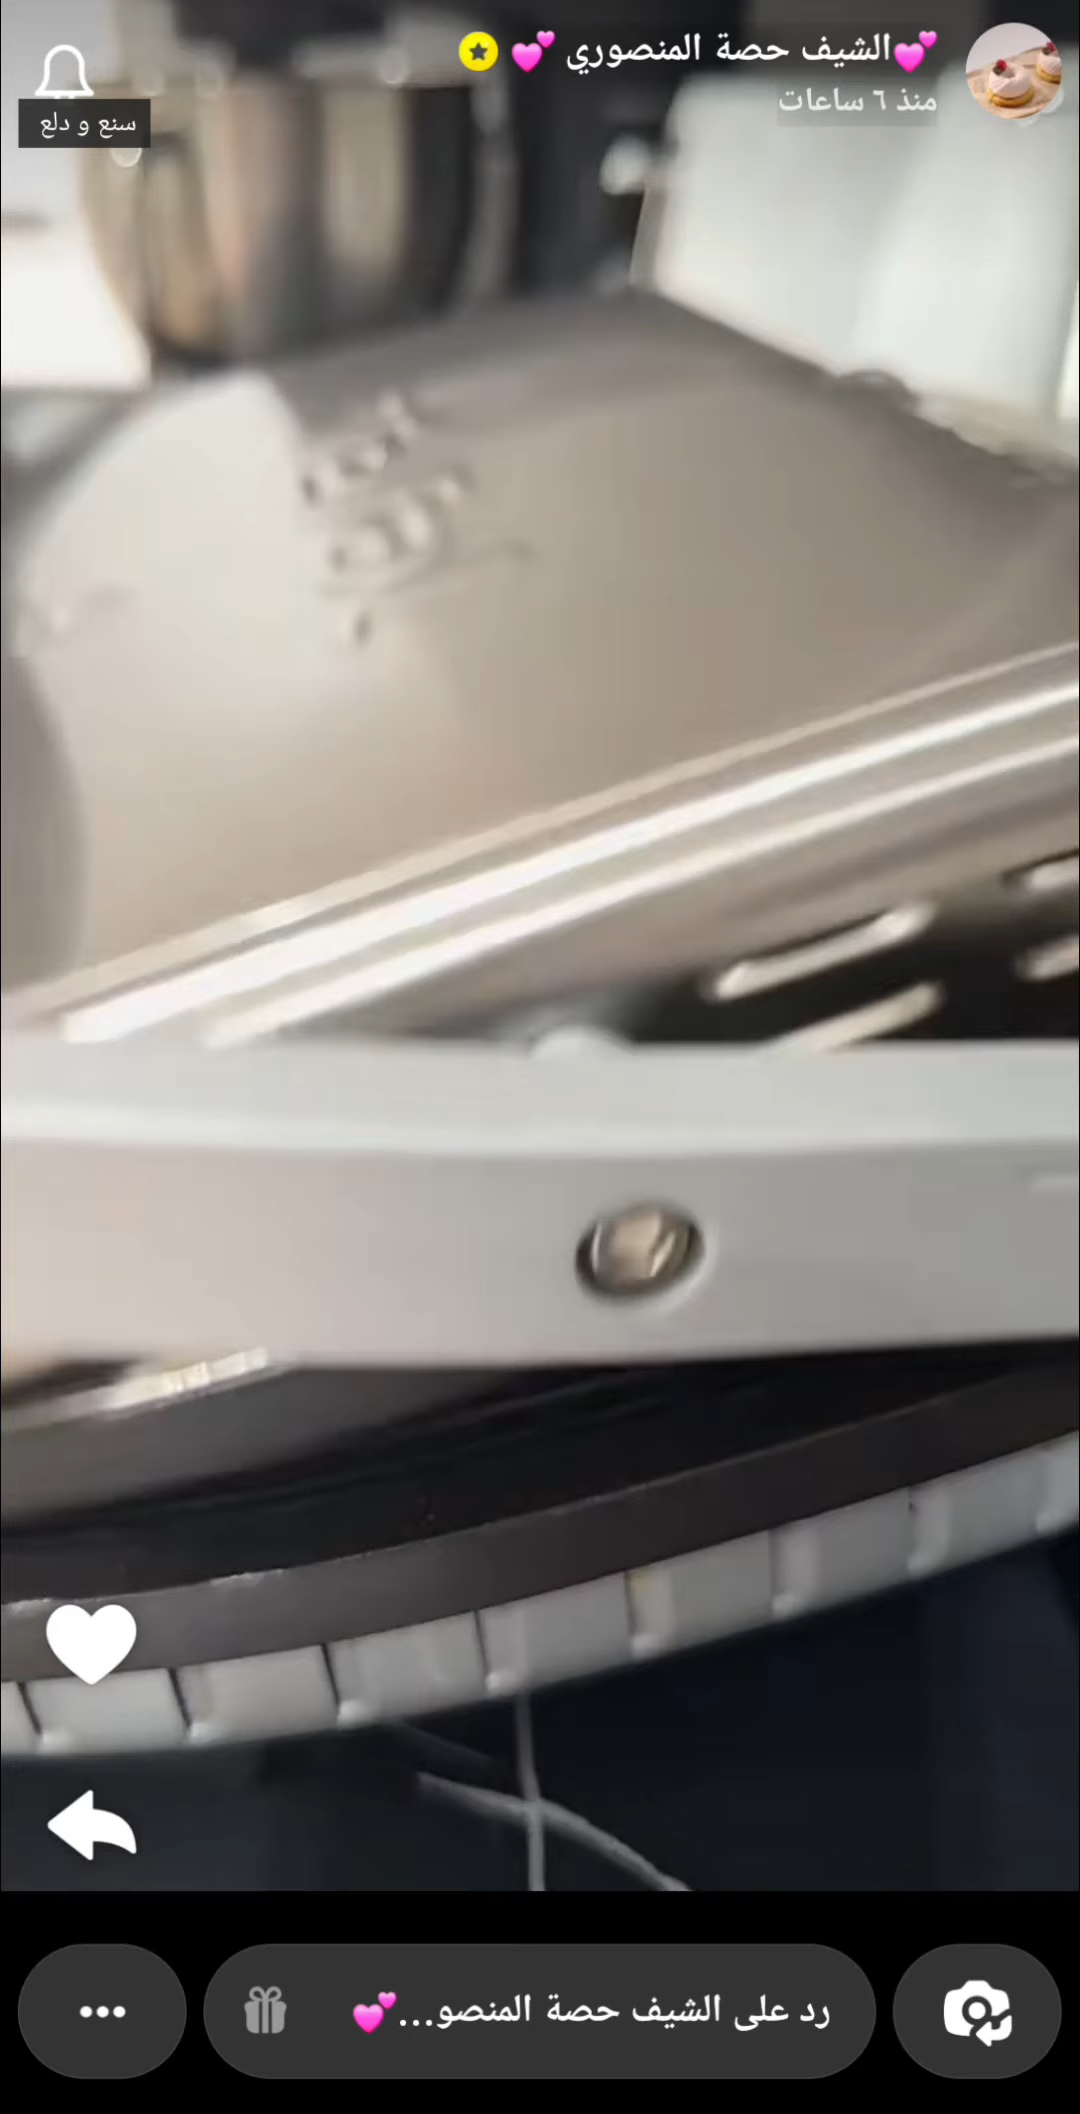 💕الشيف حصة المنصوري 💕
منذ ٦ ساعات
سنع و دلع
رد على الشيف حصة المنصو...💕